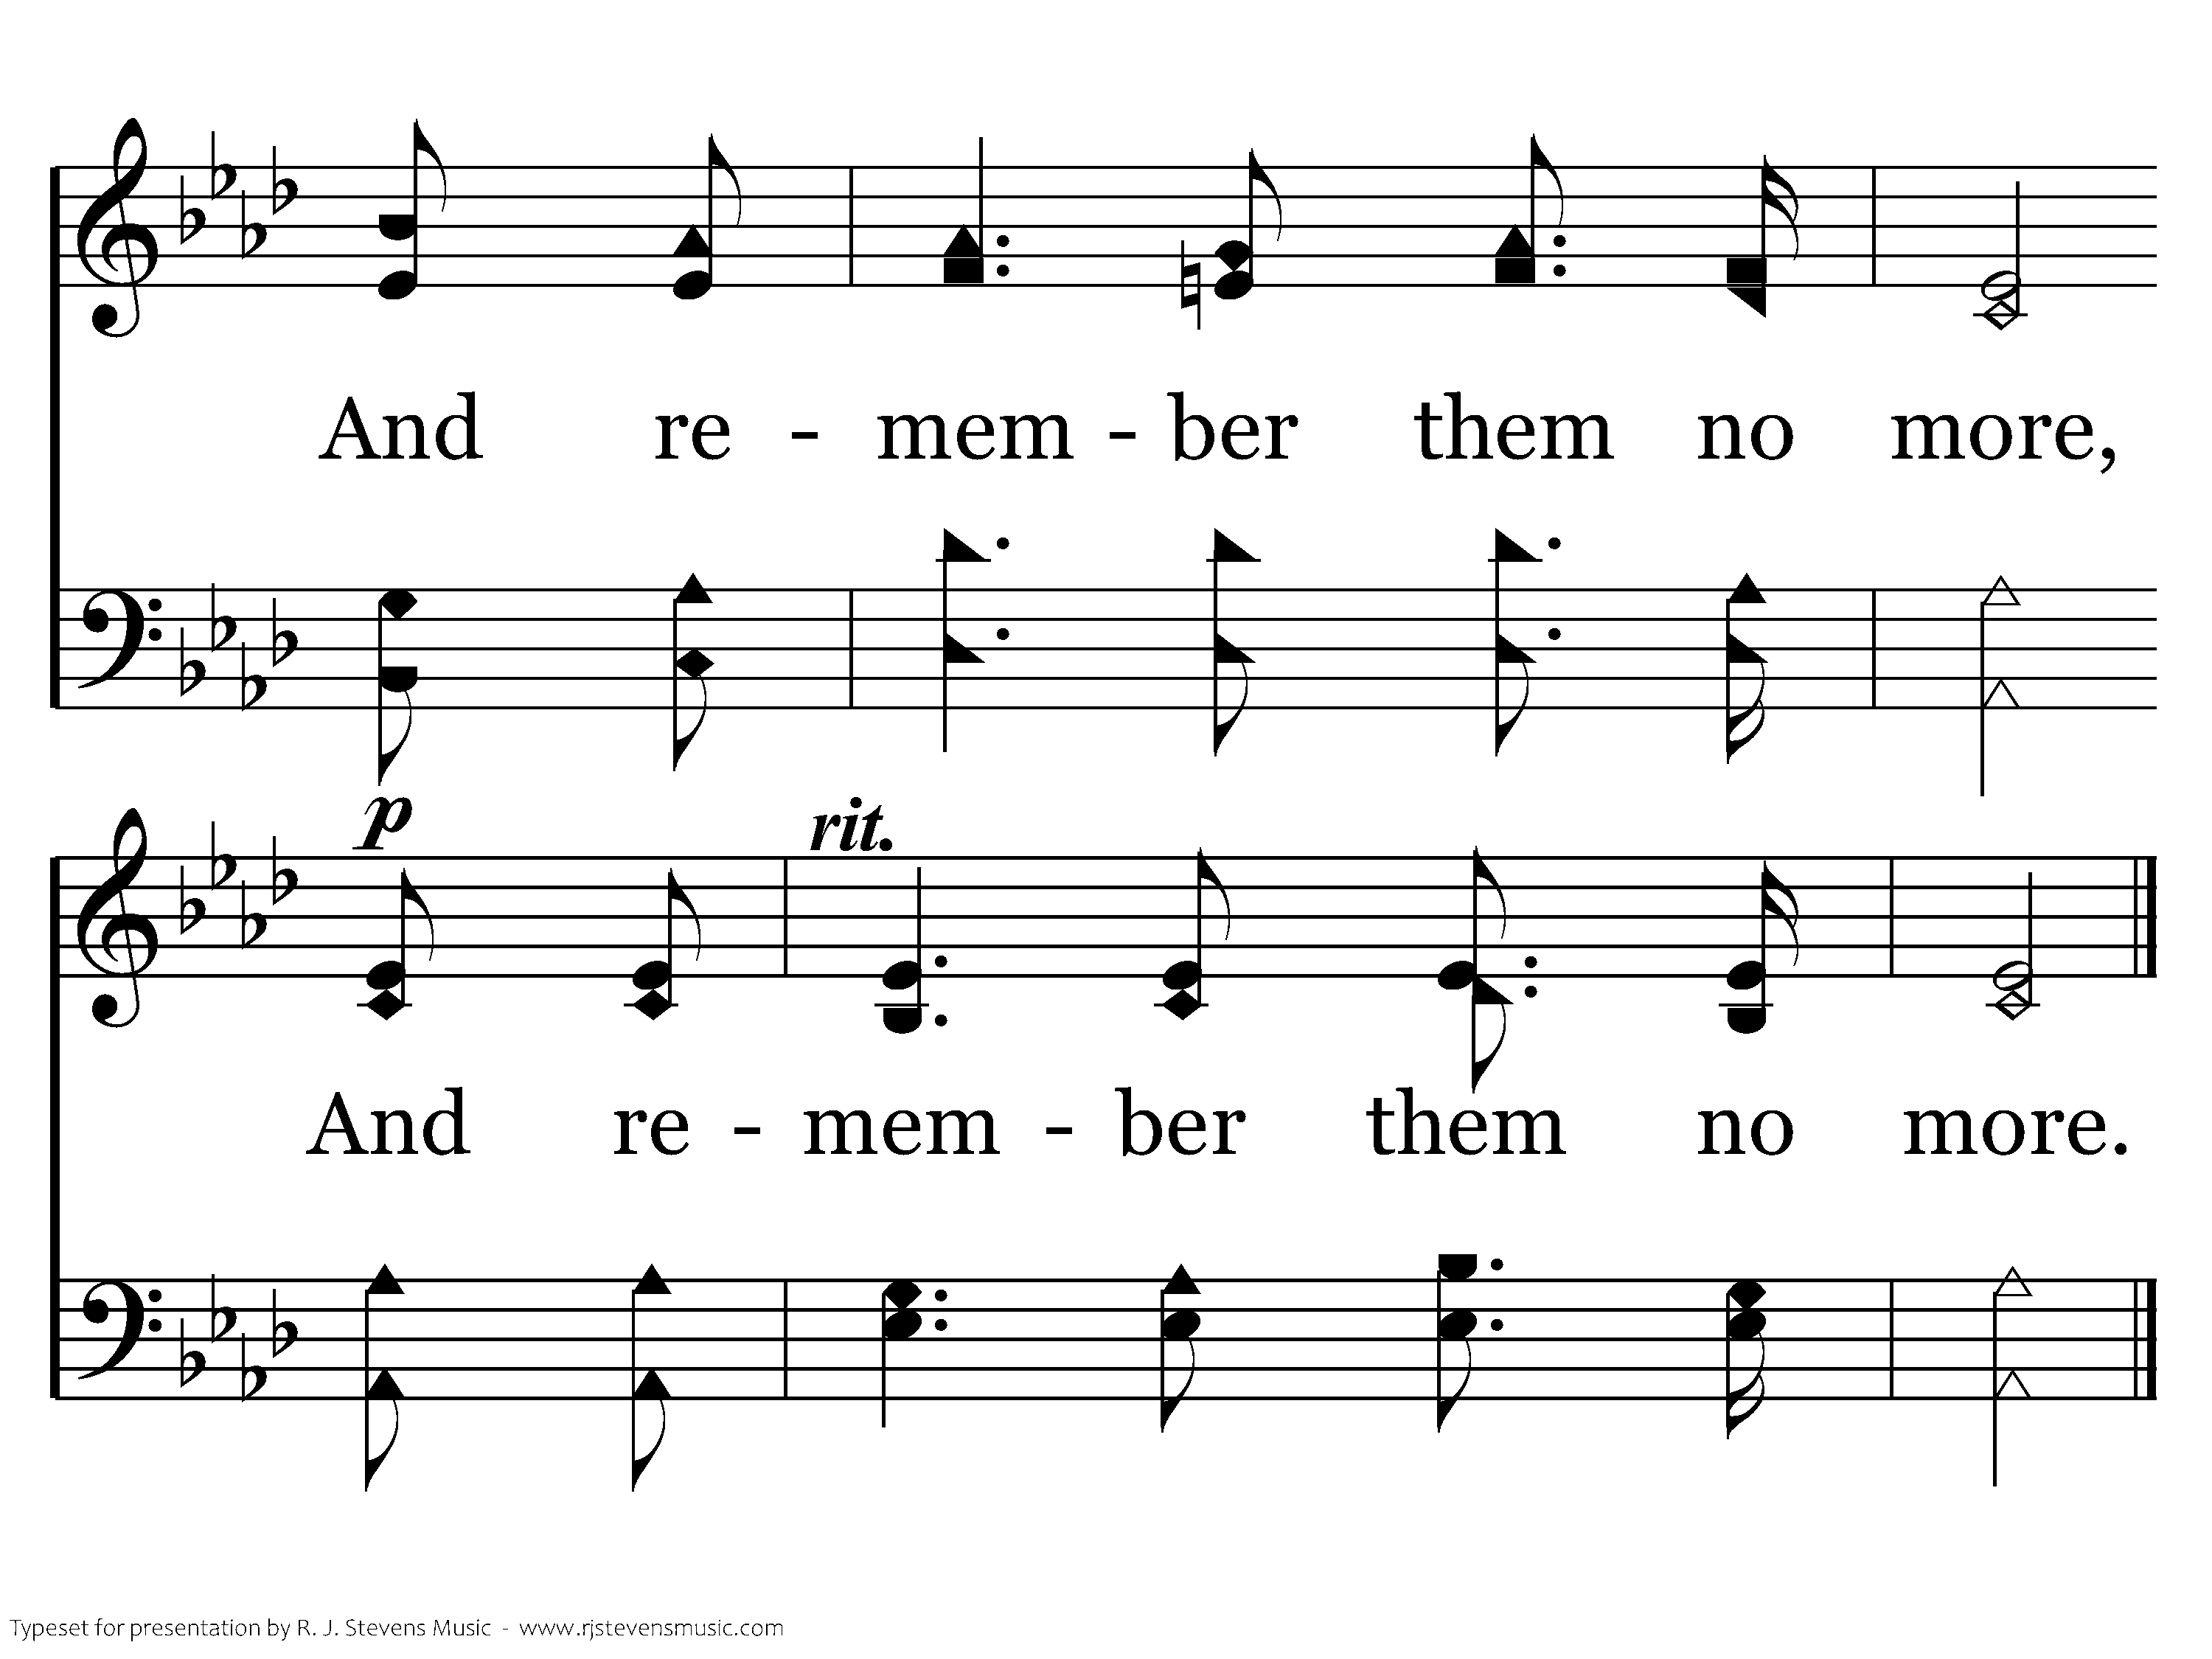 And re - mem - ber them no more,
p rit.
And re - mem - ber them no more.
Typeset for presentation by R. J. Stevens Music - www.rjstevensmusic.com